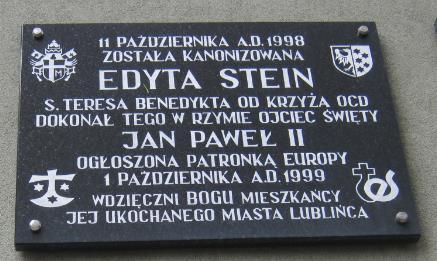 11 PAŹDZIERNIKA A.D. 1998
ZOSTAŁA KANONIZOWANA
EDYTA STEIN
S. TERESA BENEDYKTA OD KRZYŻA OCD
DOKONAŁ TEGO W RZYMIE OJCIEC ŚWIĘTY
JAN PAWEŁ II
OGŁOSZONA PATRONKĄ EUROPY
1 PAŹDZIERNIKA A.D. 1999
WDZIĘCZNI BOGU MIESZKAŃCY
JEJ UKOCHANEGO MIASTA LUBLIŃCA